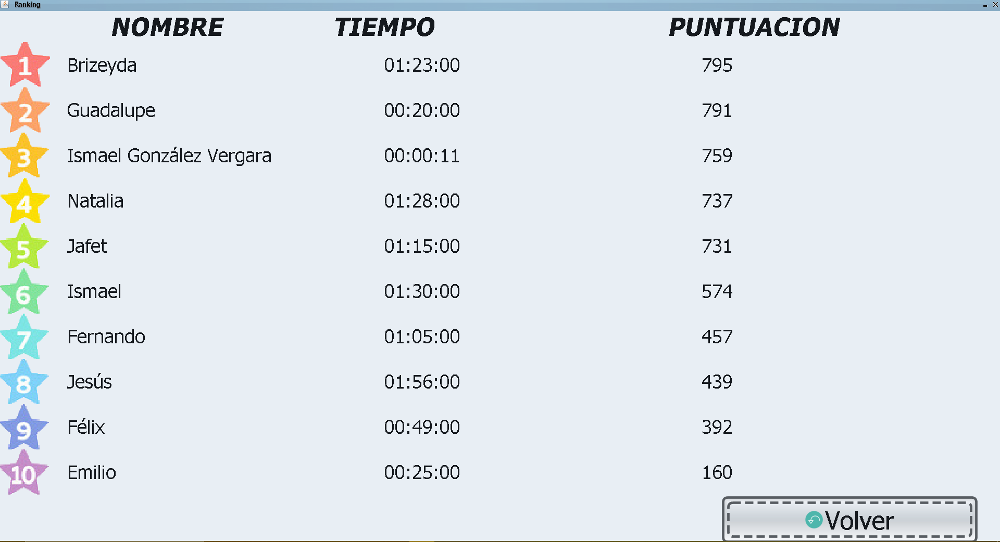 Ranking
NOMBRE TIEMPO PUNTUACION
1 Brizeyda 01:23:00 795
2 Guadalupe 00:20:00 791
3 Ismael González Vergara 00:00:11 759
4 Natalia 01:28:00 737
5 Jafet 01:15:00 731
6 Ismael 01:30:00 574
7 Fernando 01:05:00 457
8 Jesús 01:56:00 439
9 Félix 00:49:00 392
10 Emilio 00:25:00 160
Volver